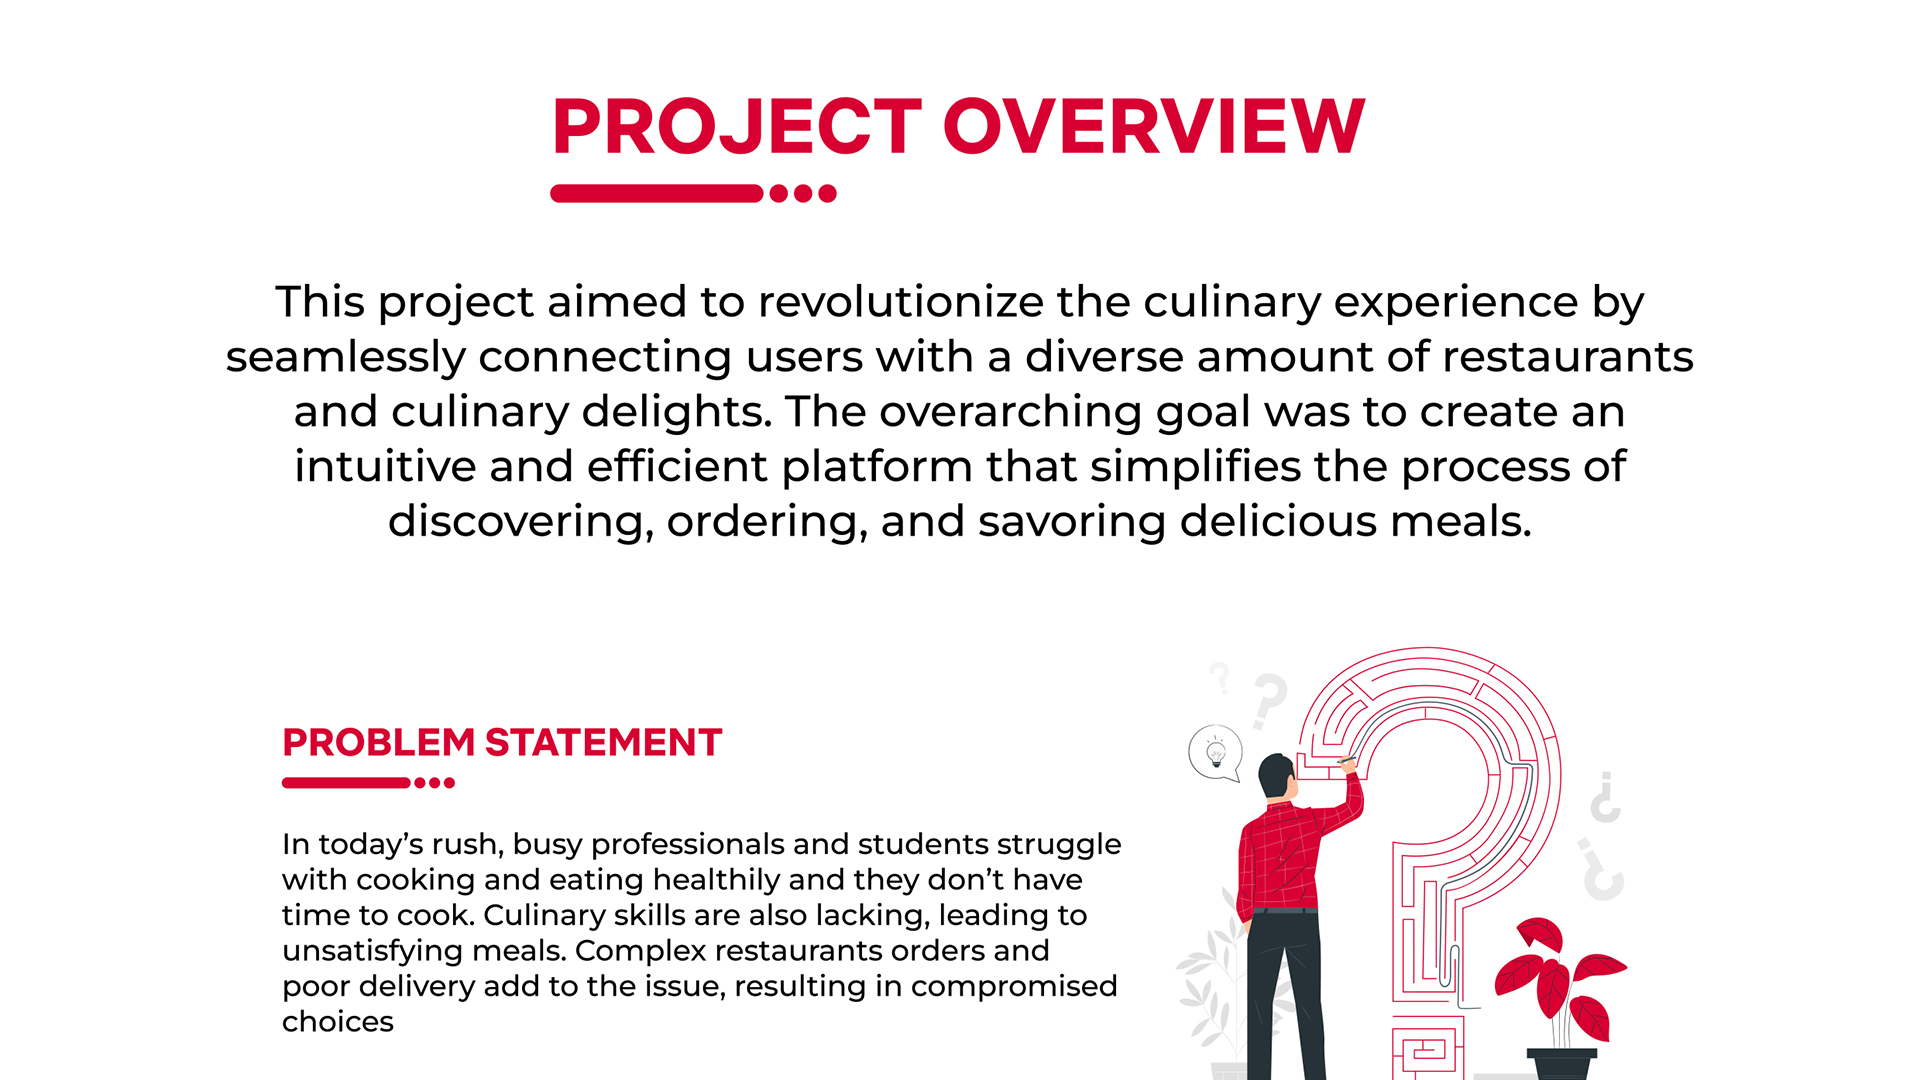 PROJECT OVERVIEW
This project aimed to revolutionize the culinary experience by
seamlessly connecting users with a diverse amount of restaurants
and culinary delights. The overarching goal was to create an
intuitive and efficient platform that simplifies the process of
discovering, ordering, and savoring delicious meals.
PROBLEM STATEMENT
In today’s rush, busy professionals and students struggle
with cooking and eating healthily and they don’t have
time to cook. Culinary skills are also lacking, leading to
unsatisfying meals. Complex restaurants orders and
poor delivery add to the issue, resulting in compromised
choices